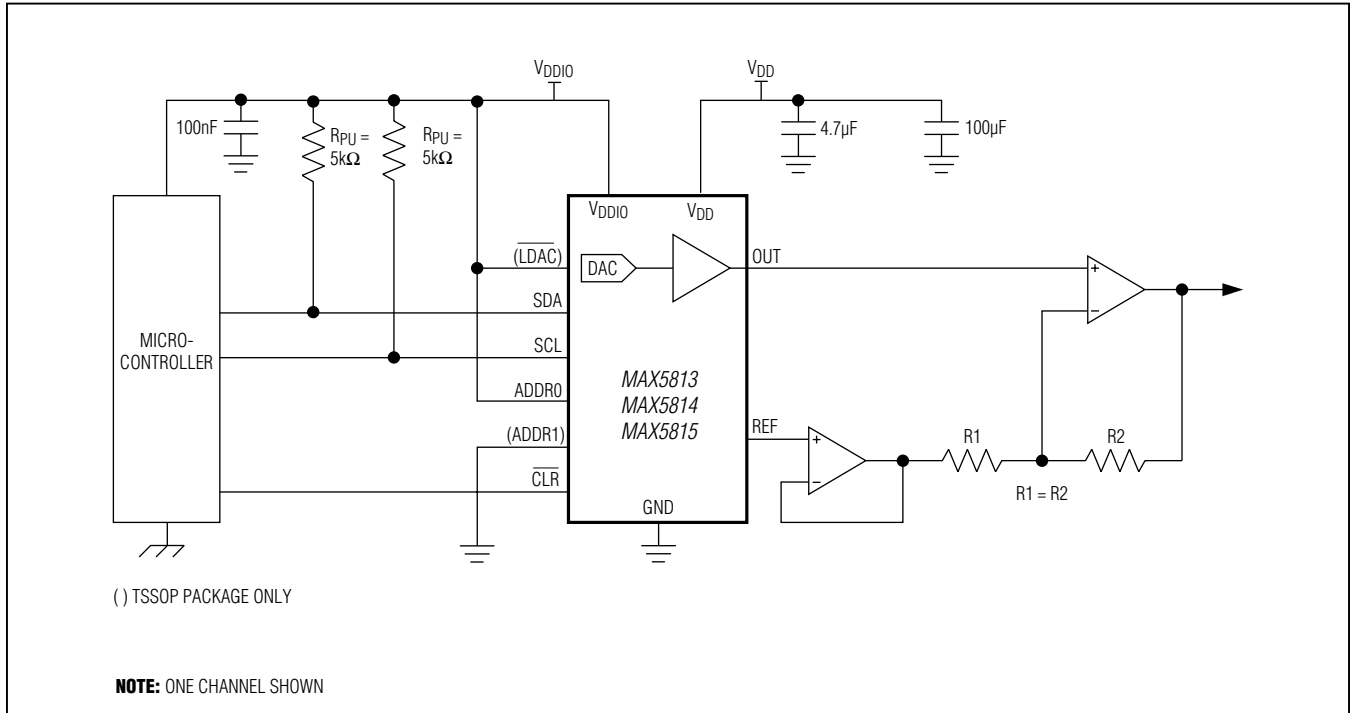 VDDIO
VDD
100nF
RPU =
5kΩ
RPU =
5kΩ
4.7µF
100µF
VDDIO
VDD
(LDAC)
DAC
OUT
+
−
SDA
MICRO-
CONTROLLER
SCL
MAX5813
MAX5814
MAX5815
ADDR0
REF
+
−
R1
R2
R1 = R2
(ADDR1)
CLR
GND
( ) TSSOP PACKAGE ONLY
NOTE: ONE CHANNEL SHOWN